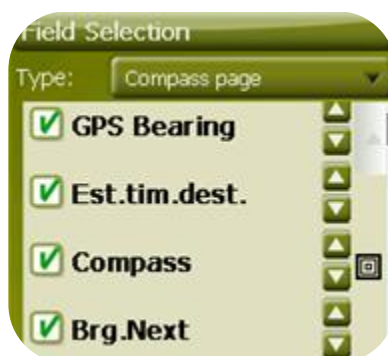 Field Selection
Type: Compass page
GPS Bearing
Est.tim.dest.
Compass
Brg.Next